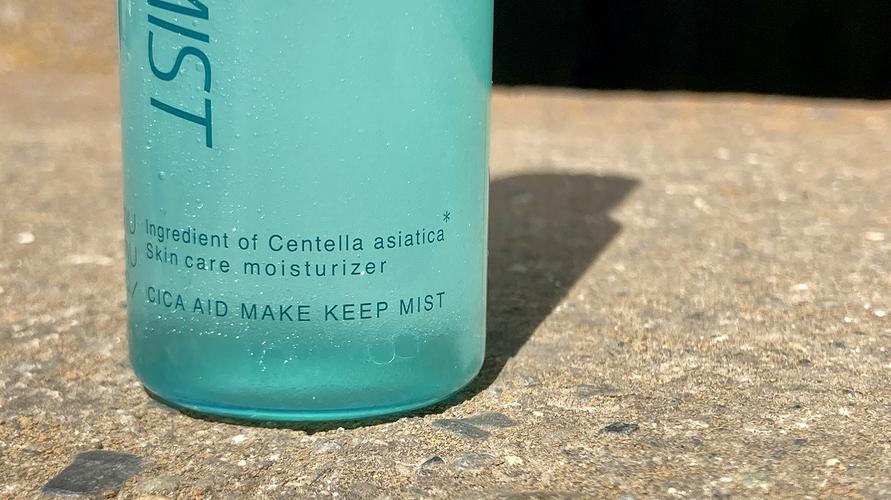 MIST
Ingredient of Centella asiatica*
Skin care moisturizer
CICA AID MAKE KEEP MIST